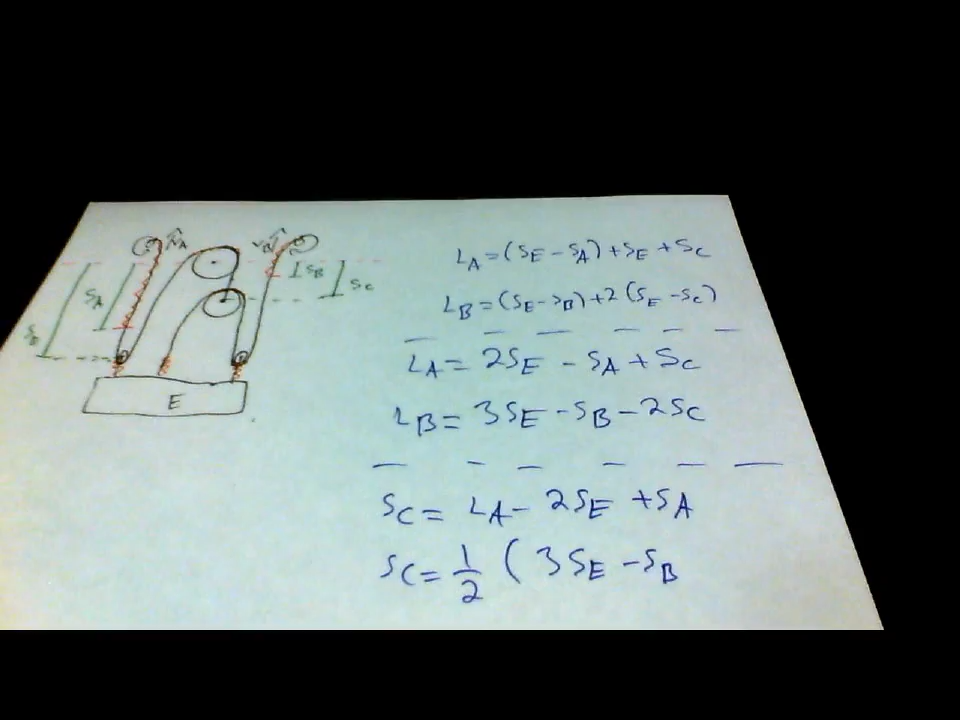 L_A = (S_E - S_A) + S_E + S_C
L_B = (S_E - S_B) + 2(S_E - S_C)
L_A = 2S_E - S_A + S_C
L_B = 3S_E - S_B - 2S_C
S_C = L_A - 2S_E + S_A
S_C = 1/2 (3S_E - S_B
S_B
S_C
S_A
E